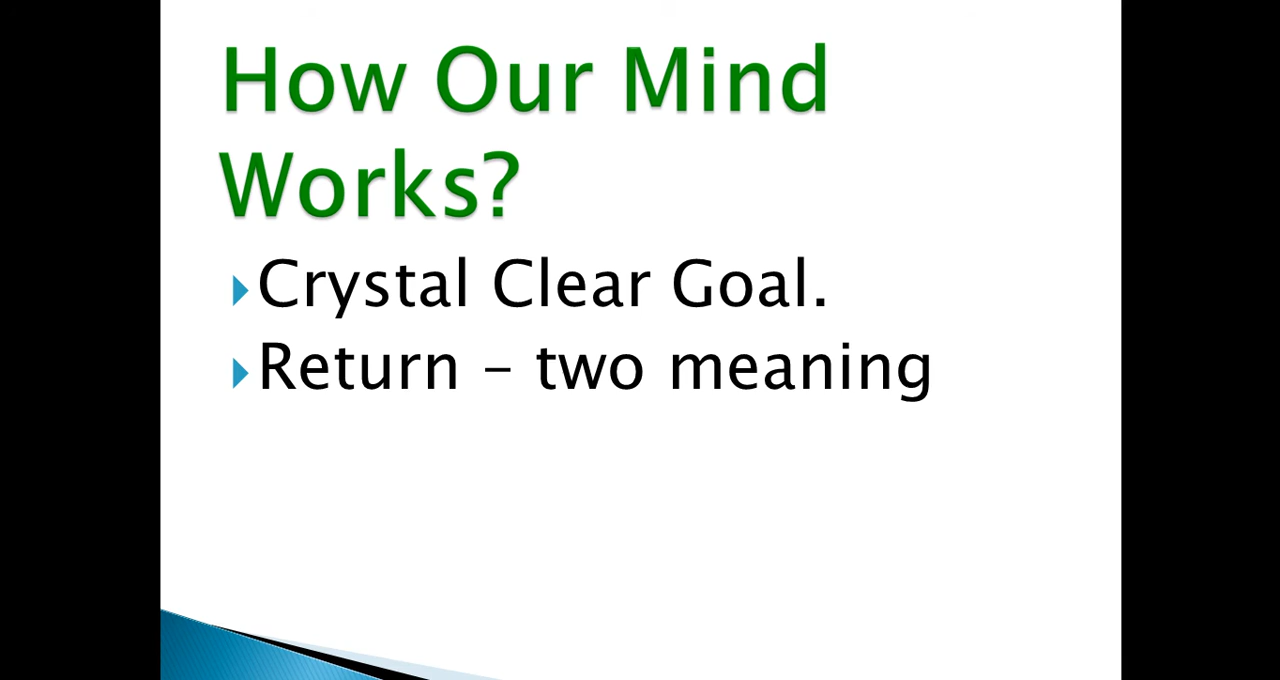 How Our Mind
Works?
Crystal Clear Goal.
Return – two meaning